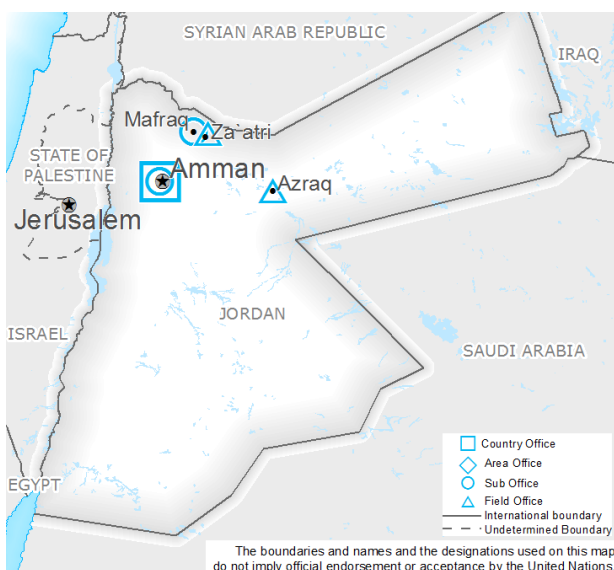 SYRIAN ARAB REPUBLIC
IRAQ
Mafraq
Za`atri
STATE OF
PALESTINE
Amman
Azraq
Jerusalem
JORDAN
ISRAEL
SAUDI ARABIA
EGYPT
Country Office
Area Office
Sub Office
Field Office
International boundary
Undetermined Boundary
The boundaries and names and the designations used on this map
do not imply official endorsement or acceptance by the United Nations